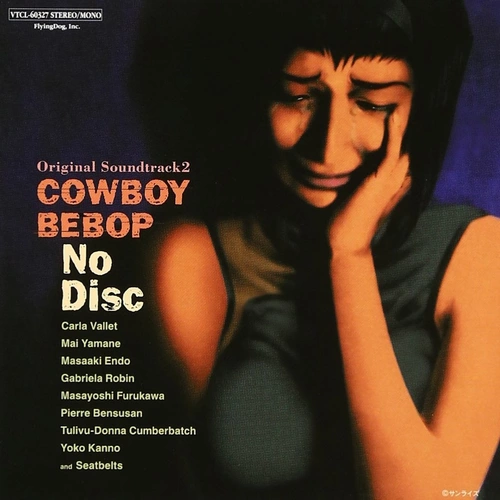 VTCL-60327 STEREO/MONO
FlyingDog, Inc.
Original Soundtrack2
COWBOY
BEBOP
No
Disc
Carla Vallet
Mai Yamane
Masaaki Endo
Gabriela Robin
Masayoshi Furukawa
Pierre Bensusan
Tulivu-Donna Cumberbatch
Yoko Kanno
and Seatbelts
©サンライズ